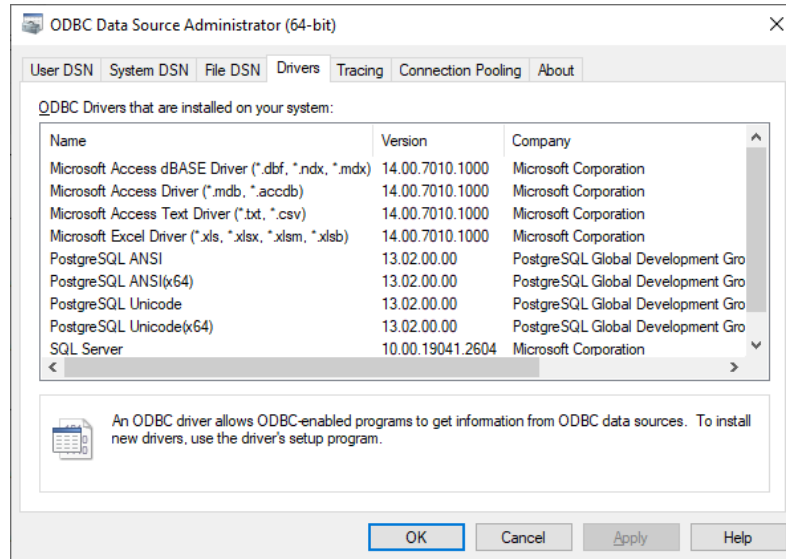 ODBC Data Source Administrator (64-bit)
User DSN System DSN File DSN Drivers Tracing Connection Pooling About
ODBC Drivers that are installed on your system:
Name Version Company
Microsoft Access dBASE Driver (*.dbf, *.ndx, *.mdx) 14.00.7010.1000 Microsoft Corporation
Microsoft Access Driver (*.mdb, *.accdb) 14.00.7010.1000 Microsoft Corporation
Microsoft Access Text Driver (*.txt, *.csv) 14.00.7010.1000 Microsoft Corporation
Microsoft Excel Driver (*.xls, *.xlsx, *.xlsm, *.xlsb) 14.00.7010.1000 Microsoft Corporation
PostgreSQL ANSI 13.02.00.00 PostgreSQL Global Development Gro
PostgreSQL ANSI(x64) 13.02.00.00 PostgreSQL Global Development Gro
PostgreSQL Unicode 13.02.00.00 PostgreSQL Global Development Gro
PostgreSQL Unicode(x64) 13.02.00.00 PostgreSQL Global Development Gro
SQL Server 10.00.19041.2604 Microsoft Corporation
An ODBC driver allows ODBC-enabled programs to get information from ODBC data sources. To install
new drivers, use the driver's setup program.
OK Cancel Apply Help